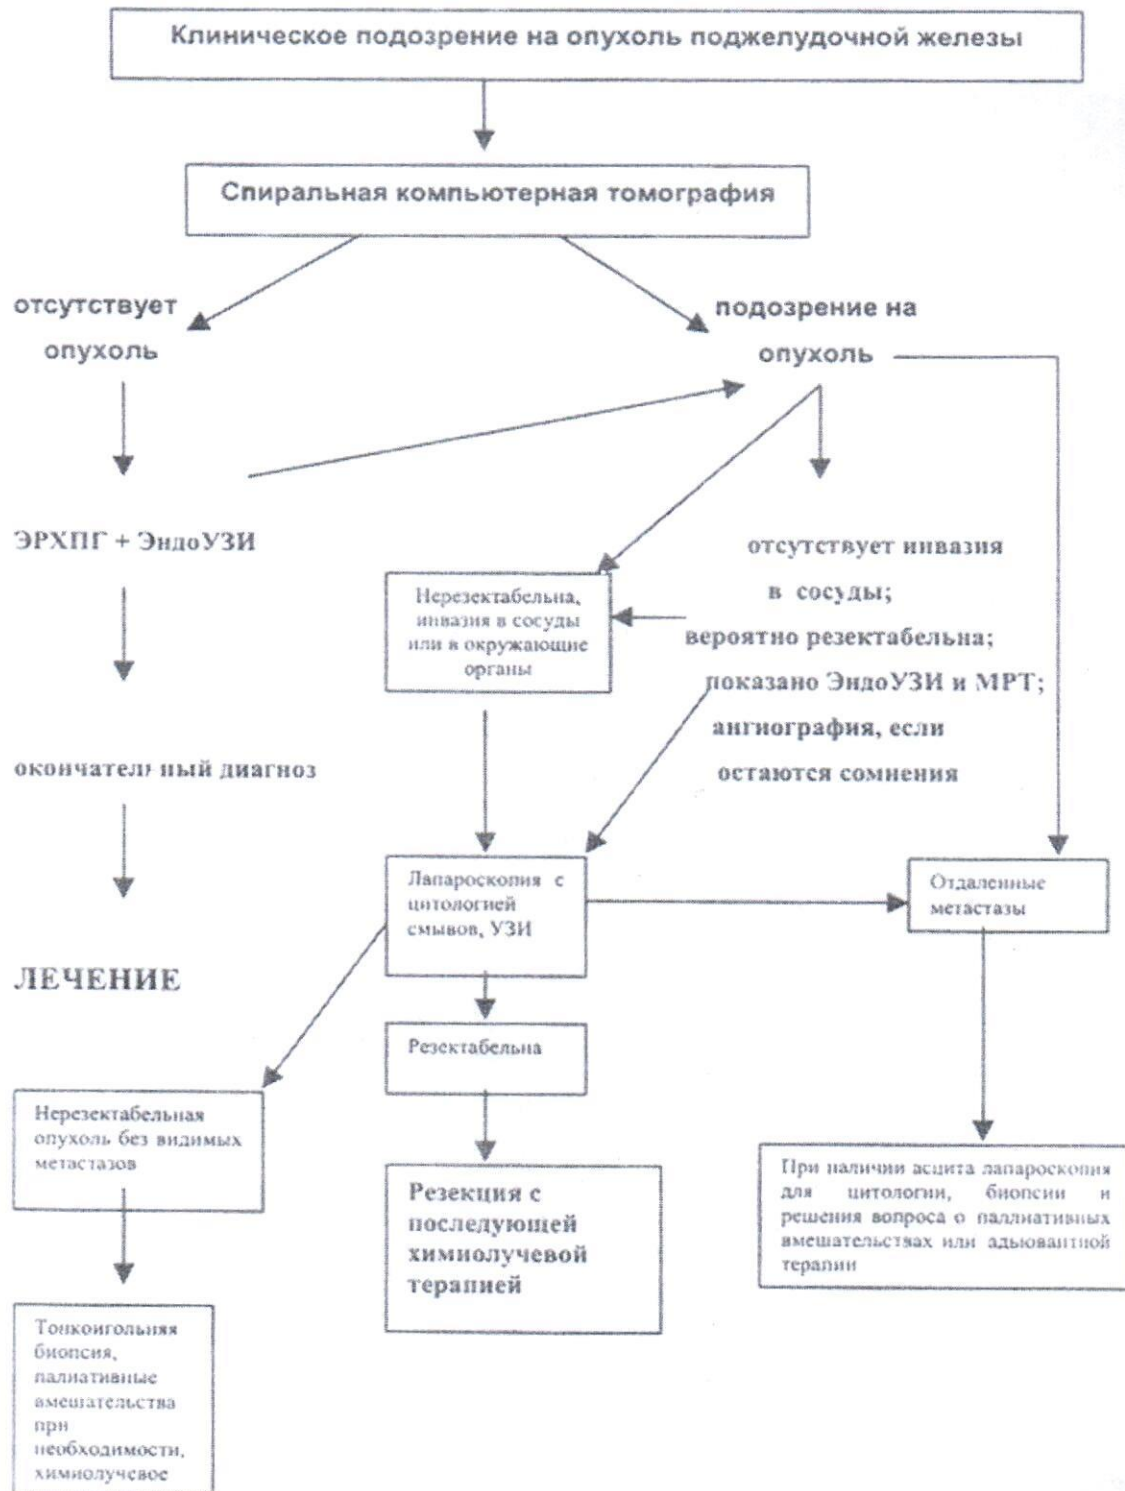 Клиническое подозрение на опухоль поджелудочной железы
Спиральная компьютерная томография
отсутствует
опухоль
подозрение на
опухоль
ЭРХПГ + ЭндоУЗИ
отсутствует инвазия
в сосуды;
вероятно резектабельна;
показано ЭндоУЗИ и МРТ;
ангиография, если
остаются сомнения
Нерезектабельна,
инвазия в сосуды
или в окружающие
органы
окончательный диагноз
Лапароскопия с
цитологией
смывов, УЗИ
Отдаленные
метастазы
ЛЕЧЕНИЕ
Резектабельна
Нерезектабельная
опухоль без видимых
метастазов
Резекция с
последующей
химиолучевой
терапией
При наличии асцита лапароскопия
для цитологии, биопсии и
решения вопроса о паллиативных
вмешательствах или адьювантной
терапии
Тонкоигольная
биопсия,
палиативные
вмешательства
при
необходимости,
химиолучевое